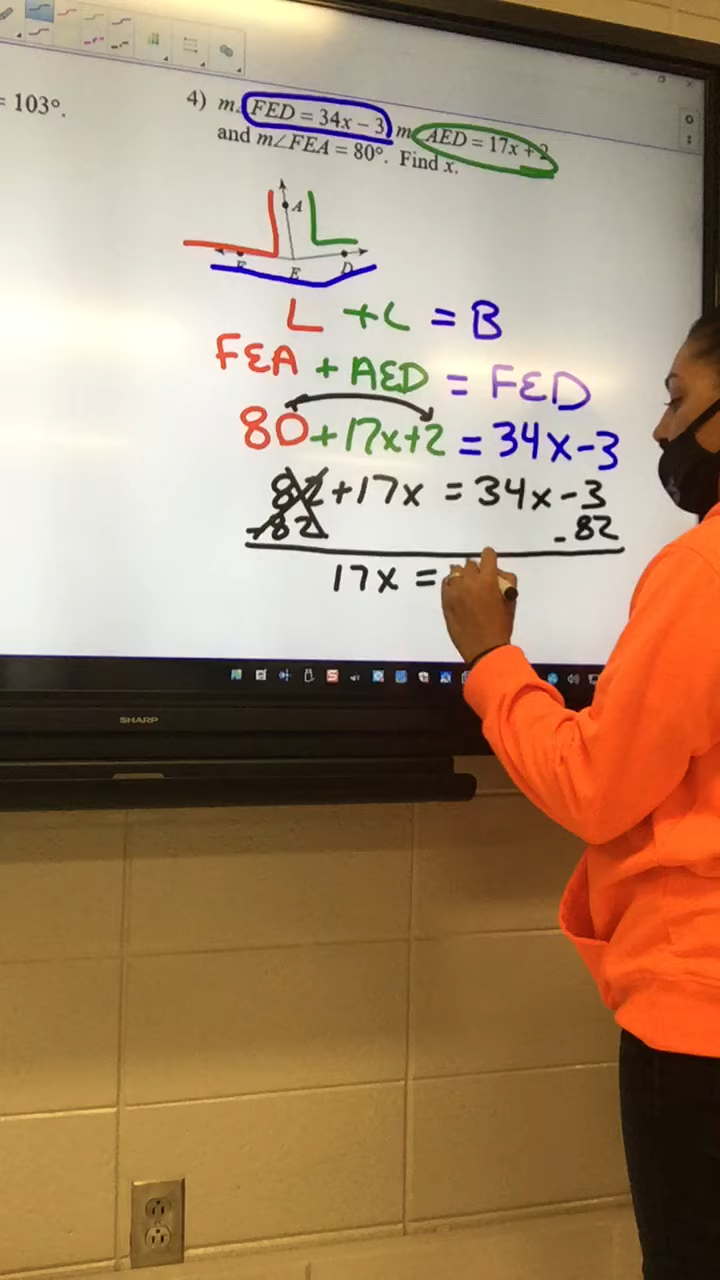 = 103°.
4) m∠FED = 34x – 3, m∠AED = 17x + 2
and m∠FEA = 80°. Find x.
A
F E D
L + L = B
FEA + AED = FED
80 + 17x + 2 = 34x - 3
82 + 17x = 34x - 3
-82 -82
17x =
SHARP